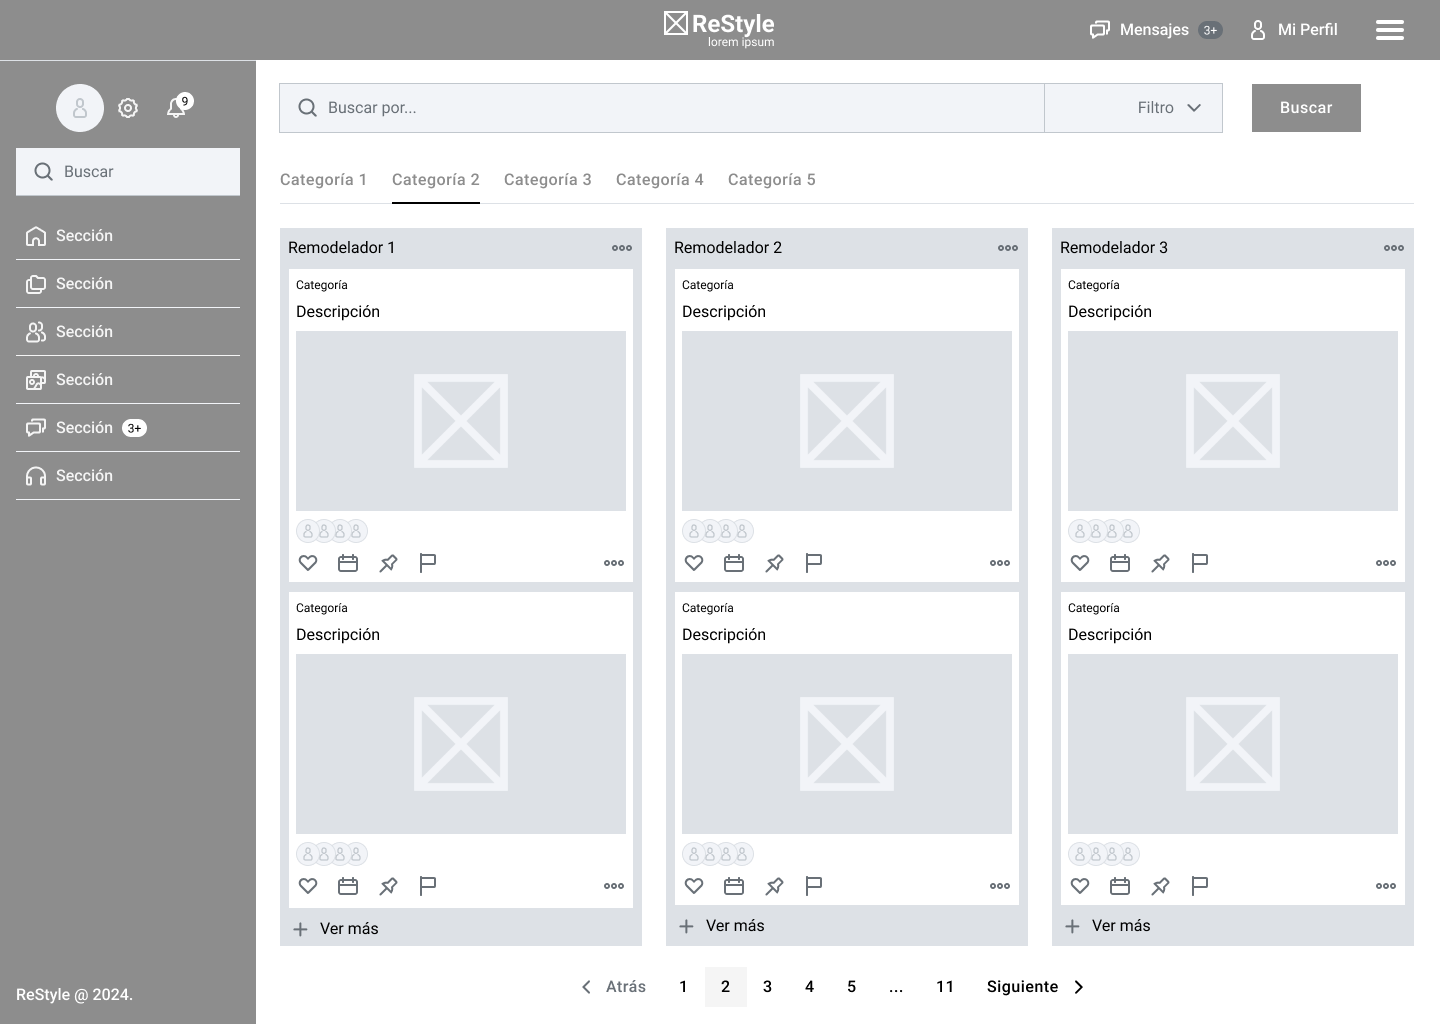 ReStyle
lorem ipsum
Mensajes 3+
Mi Perfil
9
Buscar
Sección
Sección
Sección
Sección
Sección 3+
Sección
ReStyle @ 2024.
Buscar por...
Filtro
Buscar
Categoría 1
Categoría 2
Categoría 3
Categoría 4
Categoría 5
Remodelador 1
Categoría
Descripción
Categoría
Descripción
Ver más
Remodelador 2
Categoría
Descripción
Categoría
Descripción
Ver más
Remodelador 3
Categoría
Descripción
Categoría
Descripción
Ver más
Atrás 1 2 3 4 5 ... 11 Siguiente